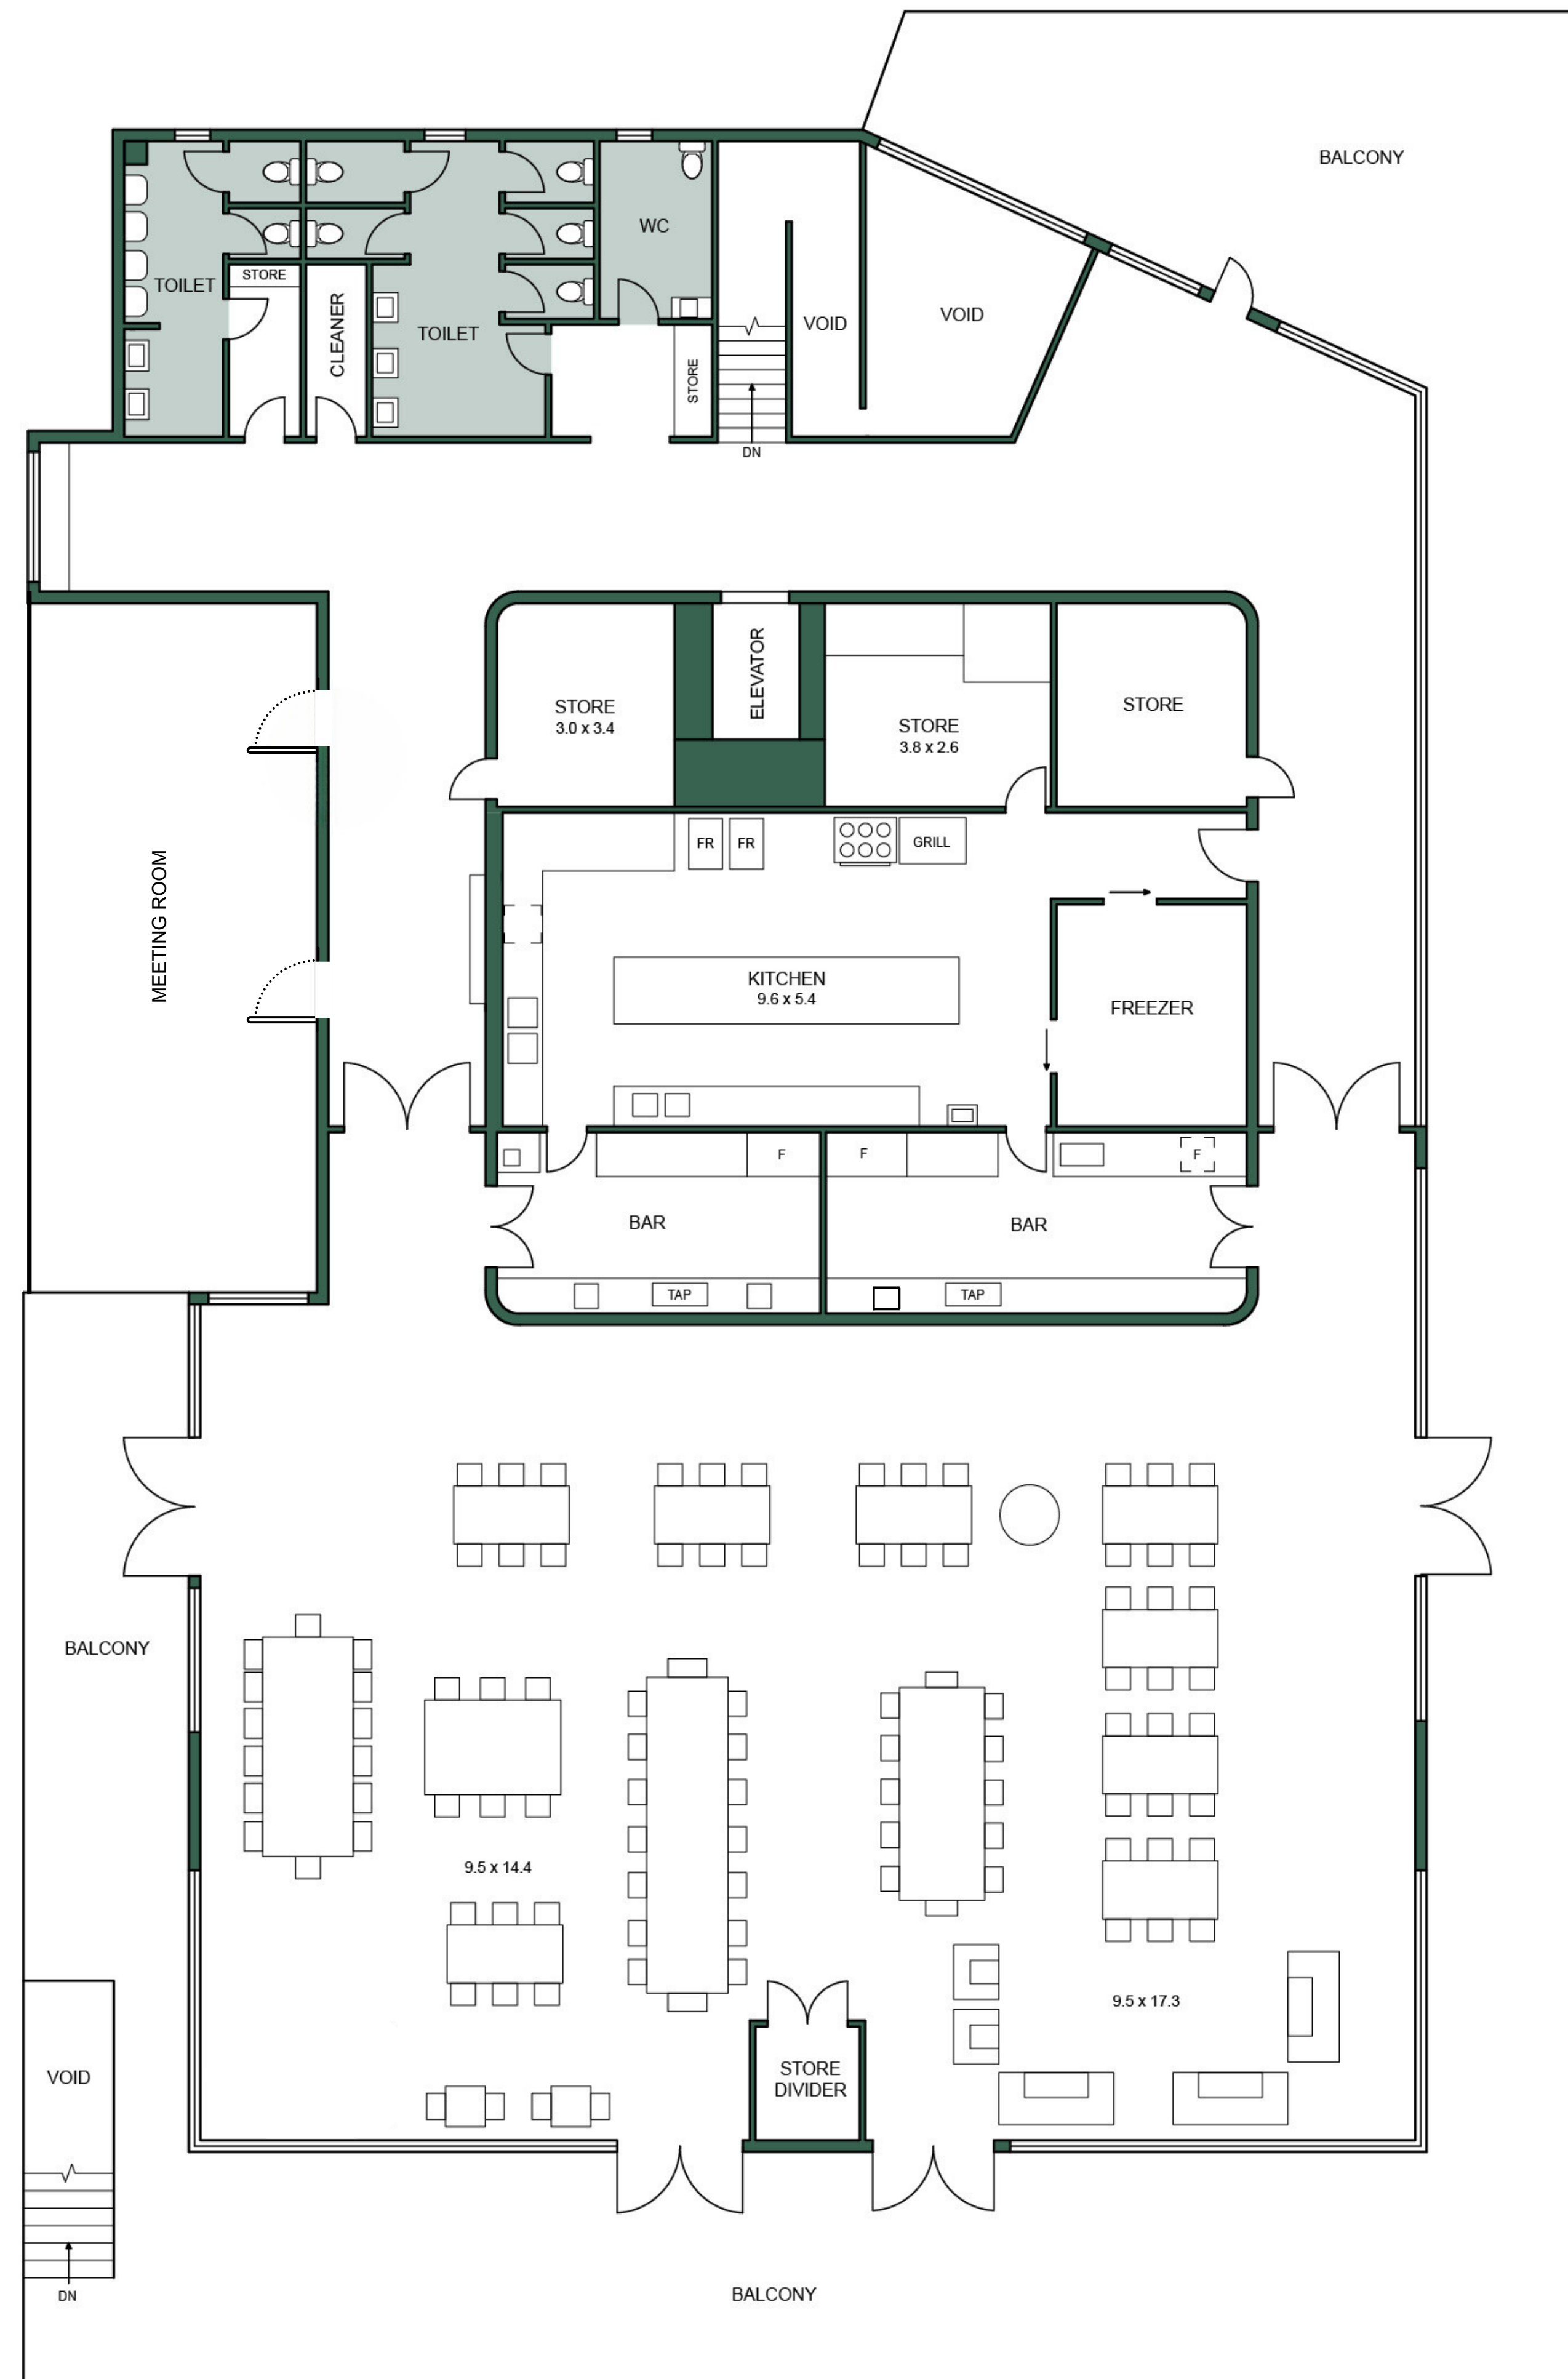 BALCONY
WC
STORE
TOILET
CLEANER
TOILET
STORE
VOID
VOID
DN
ELEVATOR
STORE
3.0 x 3.4
STORE
3.8 x 2.6
STORE
MEETING ROOM
FR
FR
GRILL
KITCHEN
9.6 x 5.4
FREEZER
F
F
F
BAR
BAR
TAP
TAP
BALCONY
9.5 x 14.4
9.5 x 17.3
STORE
DIVIDER
VOID
DN
BALCONY